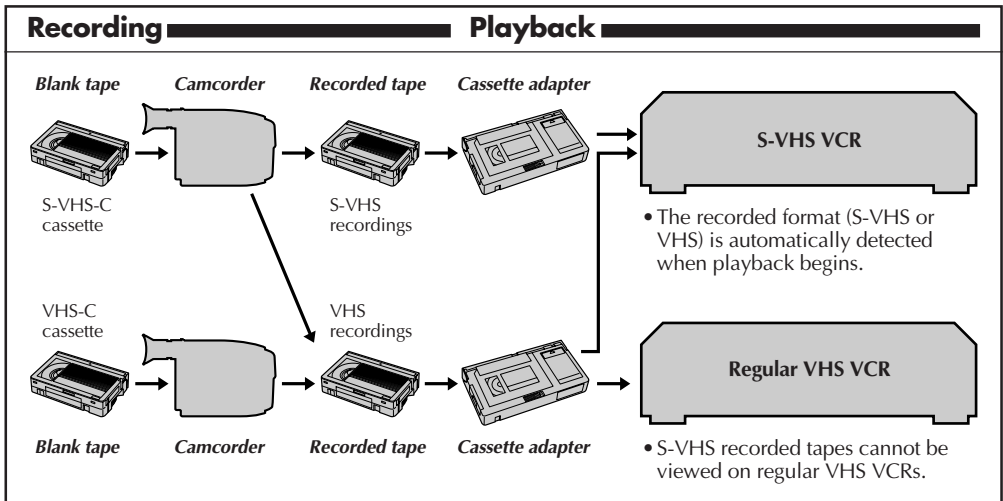 Recording Playback
Blank tape Camcorder Recorded tape Cassette adapter
S-VHS VCR
S-VHS-C
cassette
S-VHS
recordings
• The recorded format (S-VHS or
VHS) is automatically detected
when playback begins.
VHS-C
cassette
VHS
recordings
Regular VHS VCR
Blank tape Camcorder Recorded tape Cassette adapter
• S-VHS recorded tapes cannot be
viewed on regular VHS VCRs.